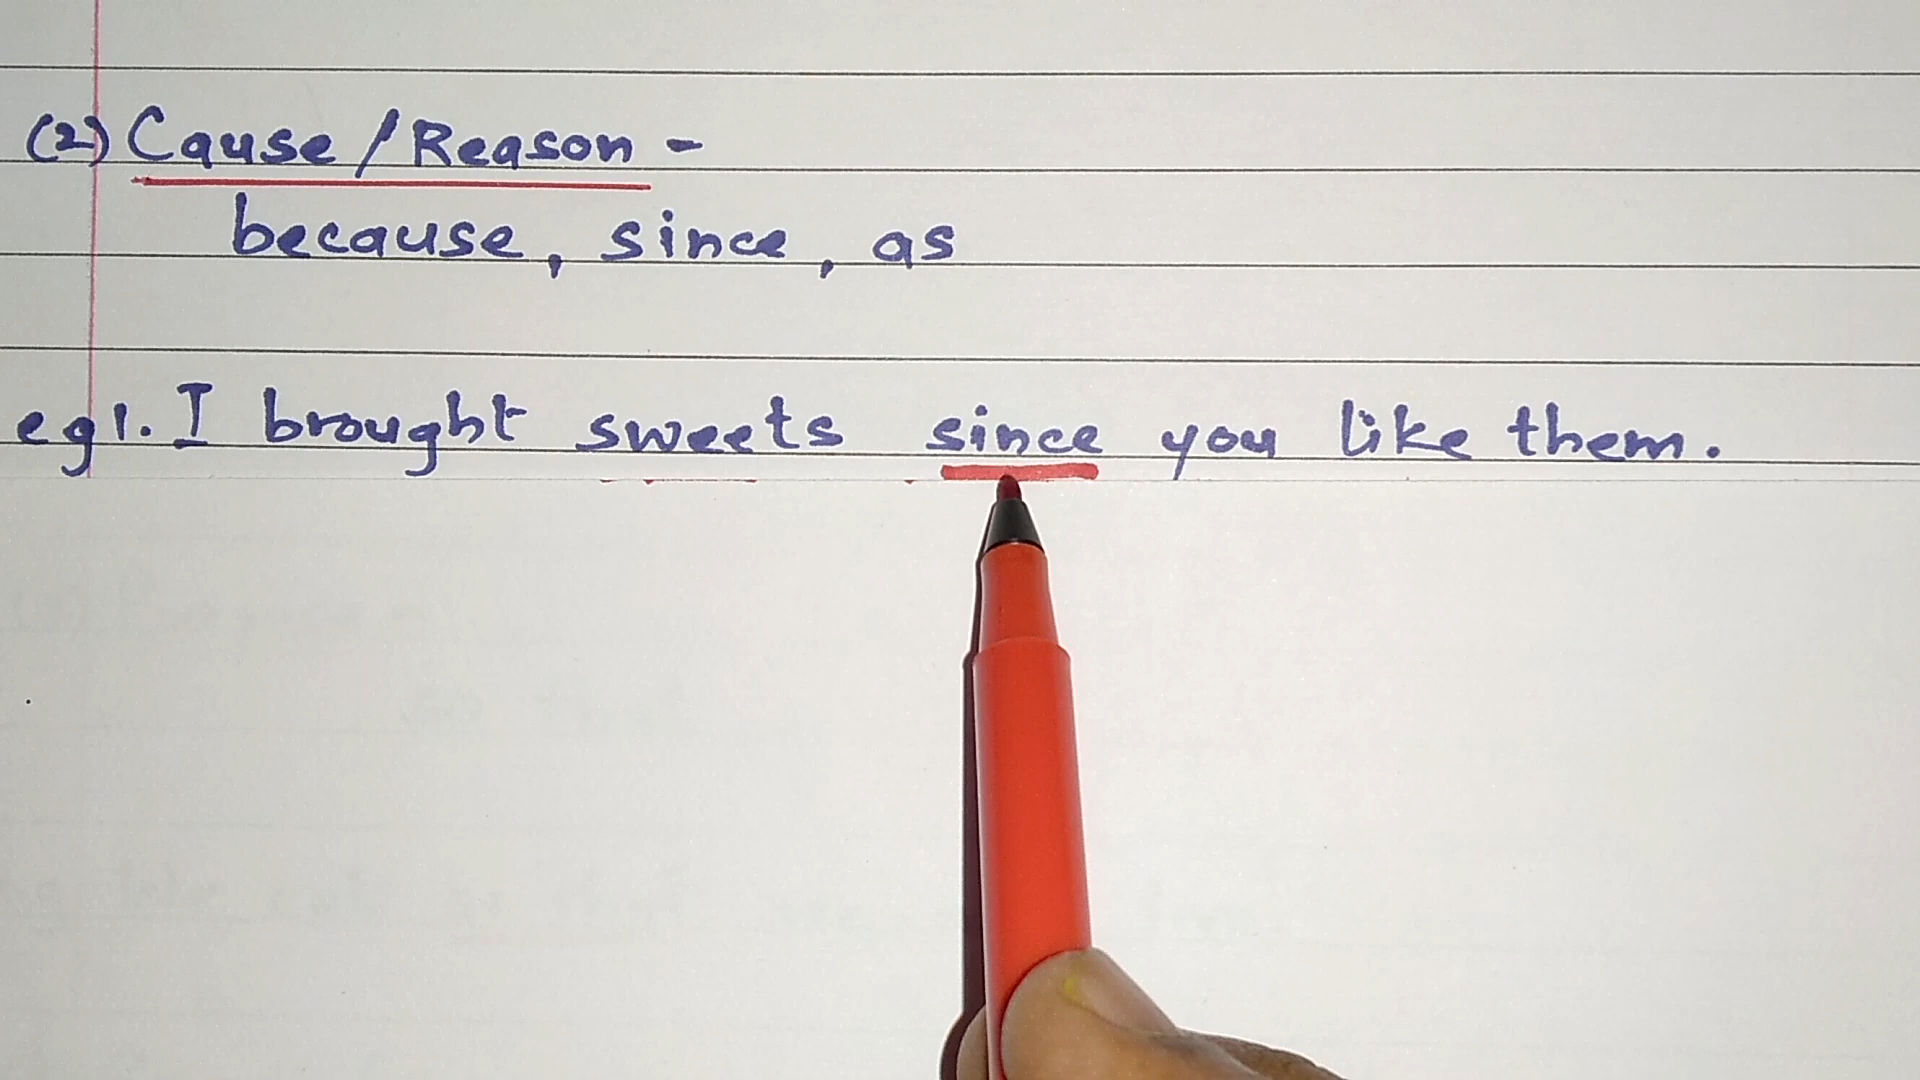 (2) Cause/Reason -
because, since, as
eg1. I brought sweets since you like them.